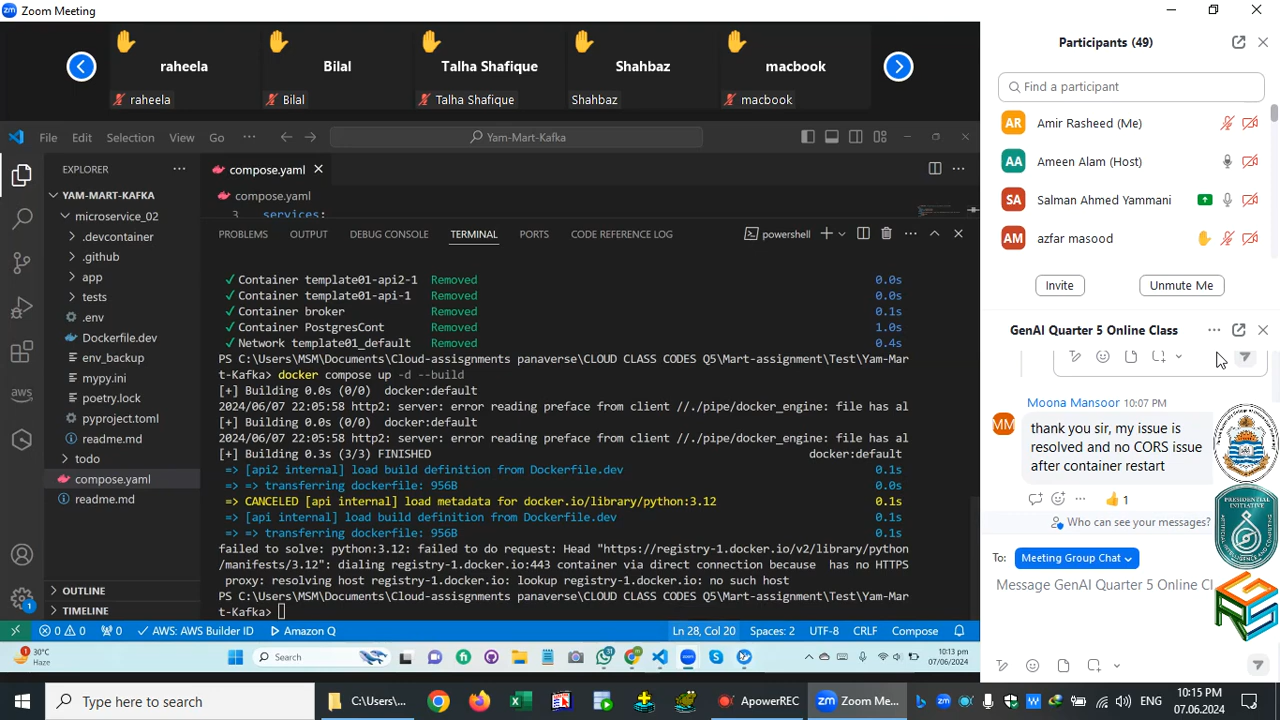 Zoom Meeting
raheela
Bilal
Talha Shafique
Shahbaz
macbook
raheela
Bilal
Talha Shafique
Shahbaz
macbook
File Edit Selection View Go ··· Yam-Mart-Kafka
EXPLORER ···
YAM-MART-KAFKA
microservice_02
.devcontainer
.github
app
tests
.env
Dockerfile.dev
env_backup
mypy.ini
poetry.lock
pyproject.toml
readme.md
todo
compose.yaml
readme.md
OUTLINE
TIMELINE
compose.yaml
compose.yaml
3 services:
PROBLEMS OUTPUT DEBUG CONSOLE TERMINAL PORTS CODE REFERENCE LOG powershell
✓ Container template01-api2-1 Removed 0.0s
✓ Container template01-api-1 Removed 0.0s
✓ Container broker Removed 0.1s
✓ Container PostgresCont Removed 1.0s
✓ Network template01_default Removed 0.4s
PS C:\Users\MSM\Documents\Cloud-assisgnments panaverse\CLOUD CLASS CODES Q5\Mart-assignment\Test\Yam-Mar
t-Kafka> docker compose up -d --build
[+] Building 0.0s (0/0) docker:default
2024/06/07 22:05:58 http2: server: error reading preface from client //./pipe/docker_engine: file has al
[+] Building 0.0s (0/0) docker:default
2024/06/07 22:05:58 http2: server: error reading preface from client //./pipe/docker_engine: file has al
[+] Building 0.3s (3/3) FINISHED docker:default
=> [api2 internal] load build definition from Dockerfile.dev 0.1s
=> => transferring dockerfile: 956B 0.0s
=> CANCELED [api internal] load metadata for docker.io/library/python:3.12 0.1s
=> [api internal] load build definition from Dockerfile.dev 0.1s
=> => transferring dockerfile: 956B 0.0s
failed to solve: python:3.12: failed to do request: Head "https://registry-1.docker.io/v2/library/python
/manifests/3.12": dialing registry-1.docker.io:443 container via direct connection because  has no HTTPS
proxy: resolving host registry-1.docker.io: lookup registry-1.docker.io: no such host
PS C:\Users\MSM\Documents\Cloud-assisgnments panaverse\CLOUD CLASS CODES Q5\Mart-assignment\Test\Yam-Mar
t-Kafka>
0 0 0 AWS: AWS Builder ID Amazon Q Ln 28, Col 20 Spaces: 2 UTF-8 CRLF Compose
1
30°C
Haze
Search
10:13 pm
07/06/2024
Participants (49)
Find a participant
AR Amir Rasheed (Me)
AA Ameen Alam (Host)
SA Salman Ahmed Yammani
AM azfar masood
Invite Unmute Me
GenAI Quarter 5 Online Class
Moona Mansoor 10:07 PM
MM
thank you sir, my issue is
resolved and no CORS issue
after container restart
1
Who can see your messages?
To: Meeting Group Chat
Message GenAI Quarter 5 Online Cl
PRESIDENTIAL
INITIATIVE
Type here to search
C:\Users\...
ApowerREC
Zoom Mee...
ENG
10:15 PM
07.06.2024